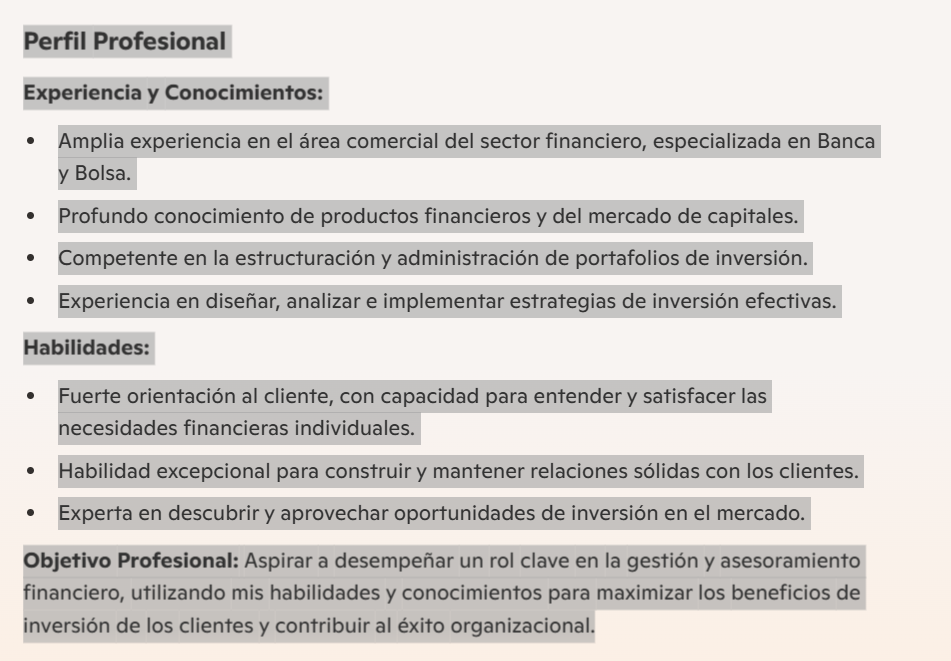 Perfil Profesional
Experiencia y Conocimientos:
• Amplia experiencia en el área comercial del sector financiero, especializada en Banca
y Bolsa.
• Profundo conocimiento de productos financieros y del mercado de capitales.
• Competente en la estructuración y administración de portafolios de inversión.
• Experiencia en diseñar, analizar e implementar estrategias de inversión efectivas.
Habilidades:
• Fuerte orientación al cliente, con capacidad para entender y satisfacer las
necesidades financieras individuales.
• Habilidad excepcional para construir y mantener relaciones sólidas con los clientes.
• Experta en descubrir y aprovechar oportunidades de inversión en el mercado.
Objetivo Profesional: Aspirar a desempeñar un rol clave en la gestión y asesoramiento
financiero, utilizando mis habilidades y conocimientos para maximizar los beneficios de
inversión de los clientes y contribuir al éxito organizacional.